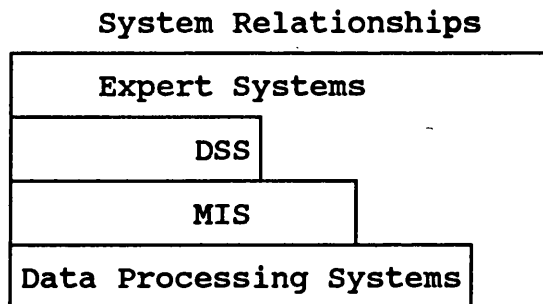 System Relationships
Expert Systems
DSS
MIS
Data Processing Systems